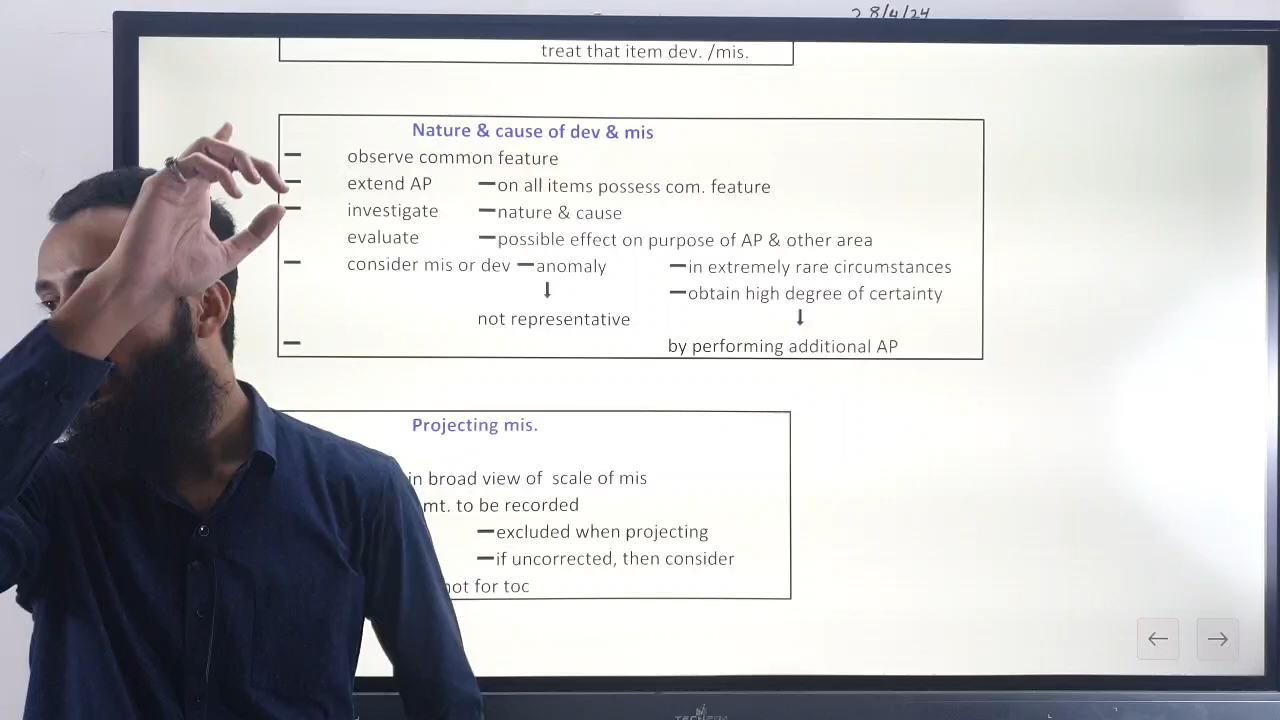 28/4/24
treat that item dev. /mis.
Nature & cause of dev & mis
observe common feature
extend AP – on all items possess com. feature
investigate – nature & cause
evaluate – possible effect on purpose of AP & other area
consider mis or dev – anomaly – in extremely rare circumstances
↓ – obtain high degree of certainty
not representative ↓
by performing additional AP
Projecting mis.
in broad view of scale of mis
mt. to be recorded
– excluded when projecting
– if uncorrected, then consider
not for toc
← →